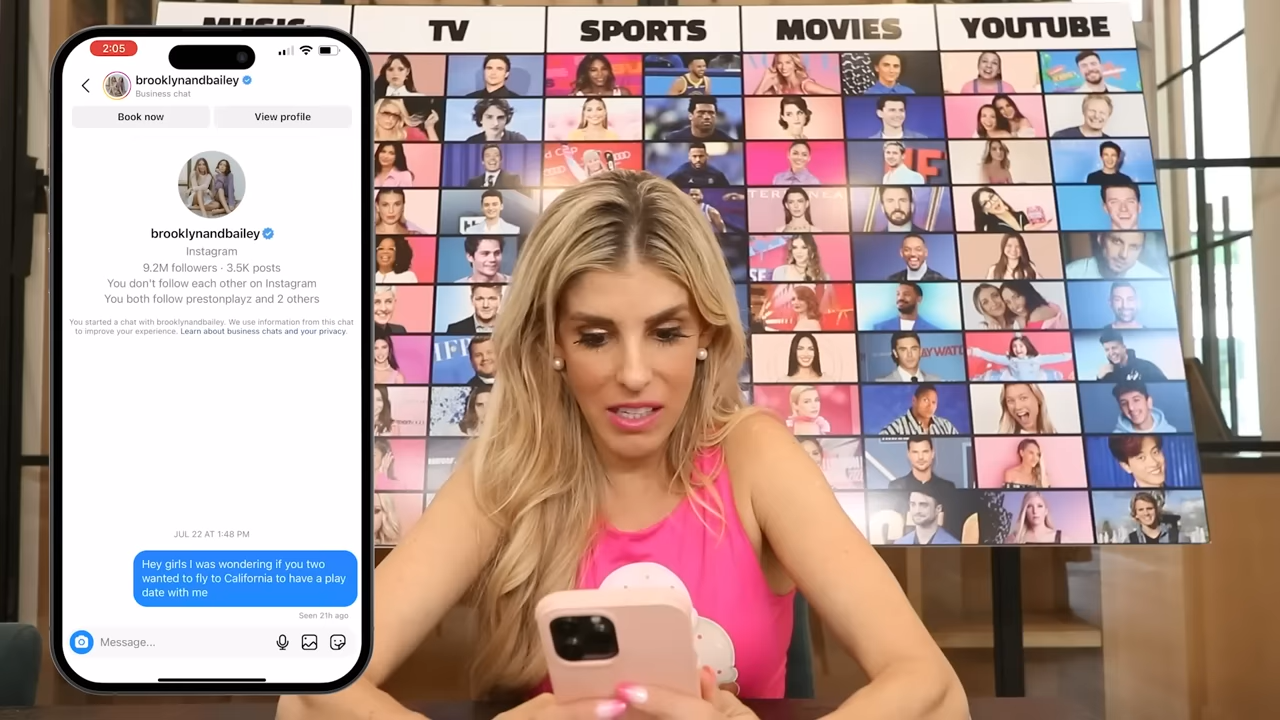 MUSIC
TV
SPORTS
MOVIES
YOUTUBE
2:05
brooklynandbailey
Business chat
Book now
View profile
brooklynandbailey
Instagram
9.2M followers · 3.5K posts
You don't follow each other on Instagram
You both follow prestonplayz and 2 others
You started a chat with brooklynandbailey. We use information from this chat
to improve your experience. Learn about business chats and your privacy.
JUL 22 AT 1:48 PM
Hey girls I was wondering if you two
wanted to fly to California to have a play
date with me
Seen 21h ago
Message...